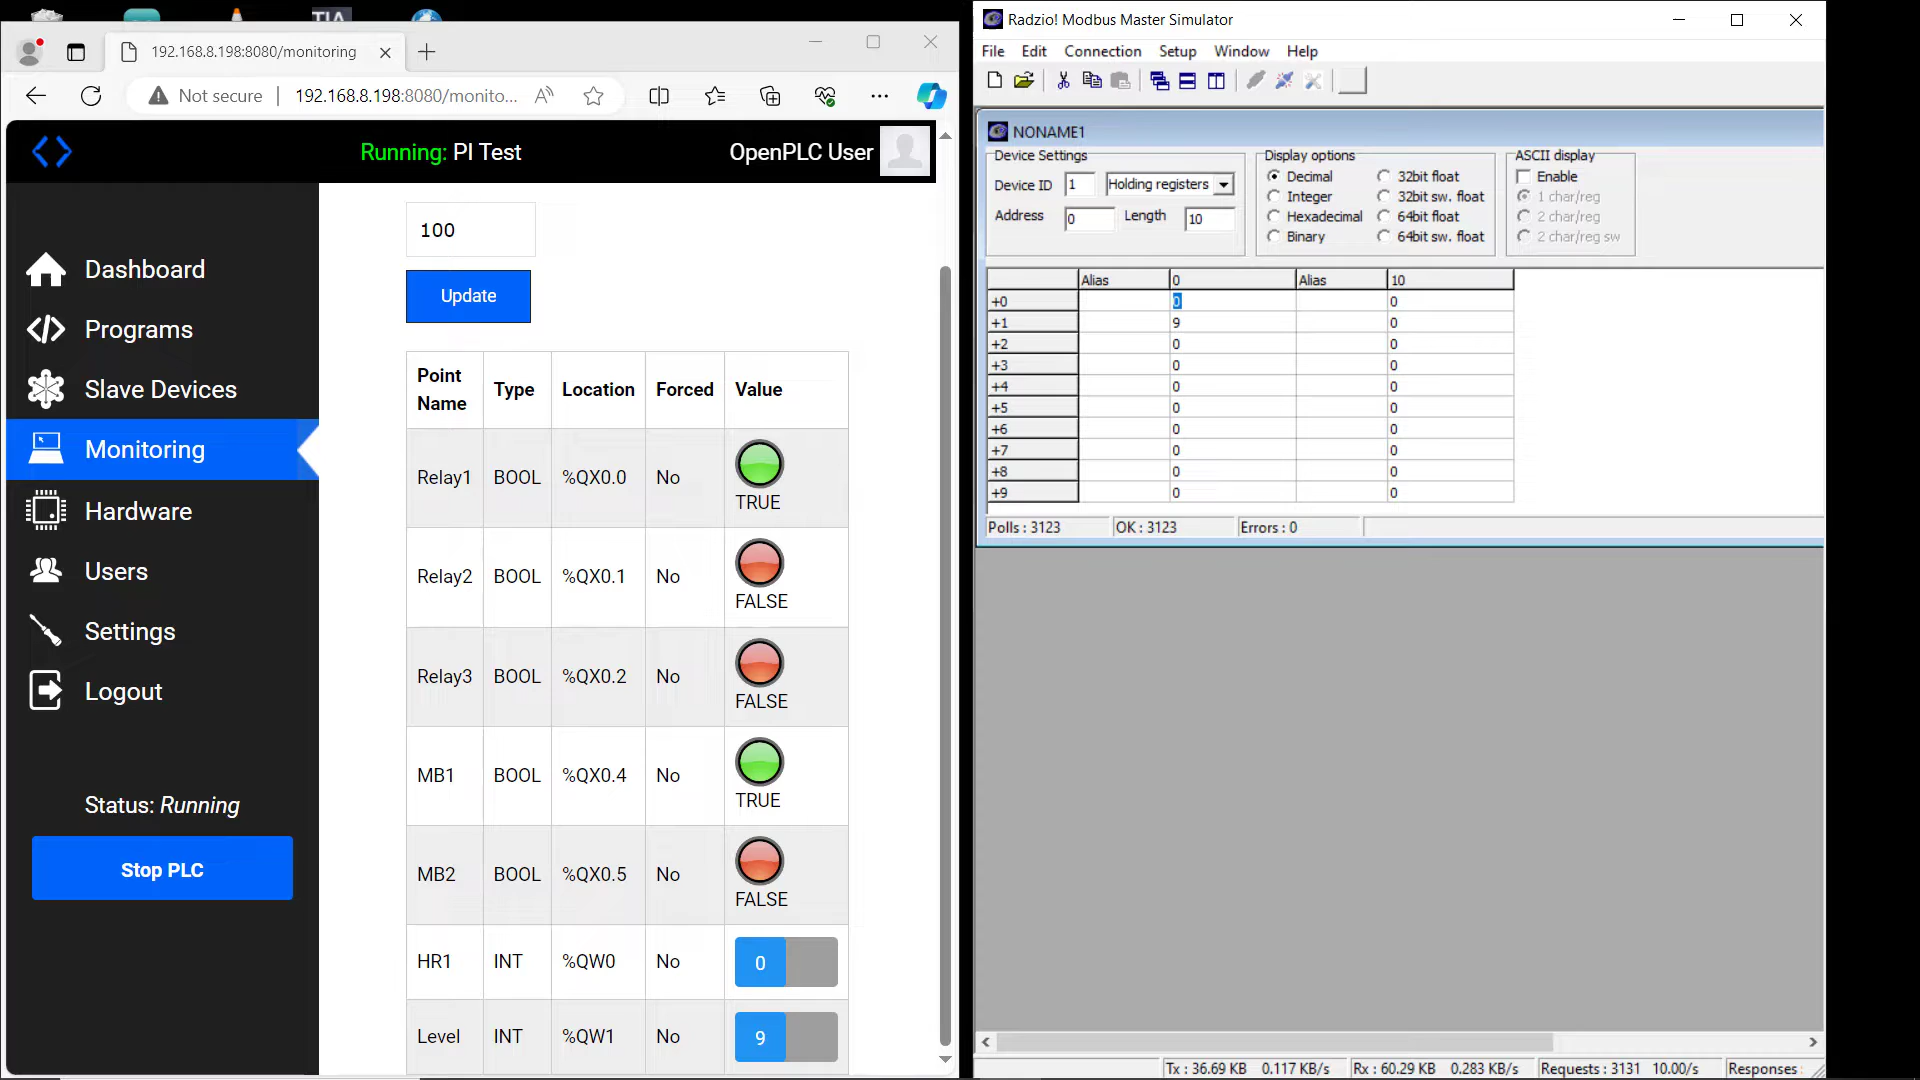 TIA
192.168.8.198:8080/monitoring
Not secure
192.168.8.198:8080/monito...
Running: PI Test
OpenPLC User
Dashboard
Programs
Slave Devices
Monitoring
Hardware
Users
Settings
Logout
Status: Running
Stop PLC
100
Update
Point Name Type Location Forced Value
Relay1 BOOL %QX0.0 No TRUE
Relay2 BOOL %QX0.1 No FALSE
Relay3 BOOL %QX0.2 No FALSE
MB1 BOOL %QX0.4 No TRUE
MB2 BOOL %QX0.5 No FALSE
HR1 INT %QW0 No 0
Level INT %QW1 No 9
Radzio! Modbus Master Simulator
File Edit Connection Setup Window Help
NONAME1
Device Settings
Device ID 1 Holding registers
Address 0 Length 10
Display options
Decimal 32bit float
Integer 32bit sw. float
Hexadecimal 64bit float
Binary 64bit sw. float
ASCII display
Enable
1 char/reg
2 char/reg
2 char/reg sw
Alias 0 Alias 10
+0 0 0
+1 9 0
+2 0 0
+3 0 0
+4 0 0
+5 0 0
+6 0 0
+7 0 0
+8 0 0
+9 0 0
Polls : 3123 OK : 3123 Errors : 0
Tx : 36.69 KB 0.117 KB/s Rx : 60.29 KB 0.283 KB/s Requests : 3131 10.00/s Responses